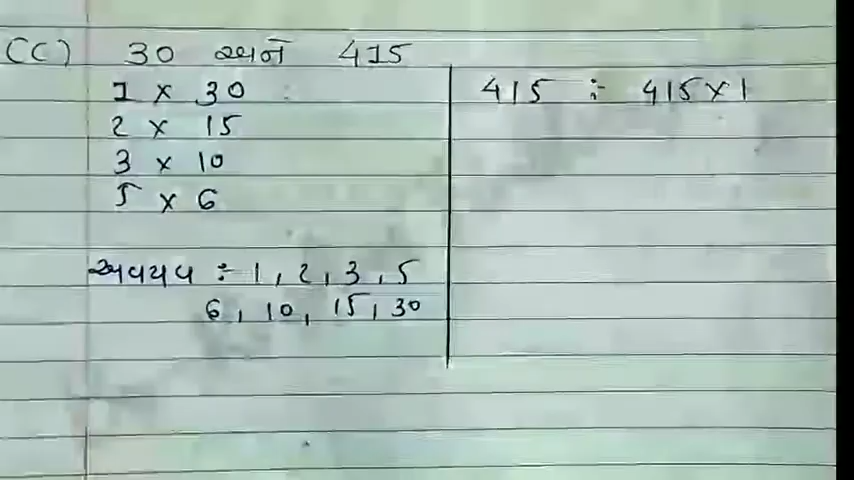 (C) 30 અને 415
1 × 30
2 × 15
3 × 10
5 × 6
અવયવ ÷ 1, 2, 3, 5
6, 10, 15, 30
415 ÷ 415 × 1